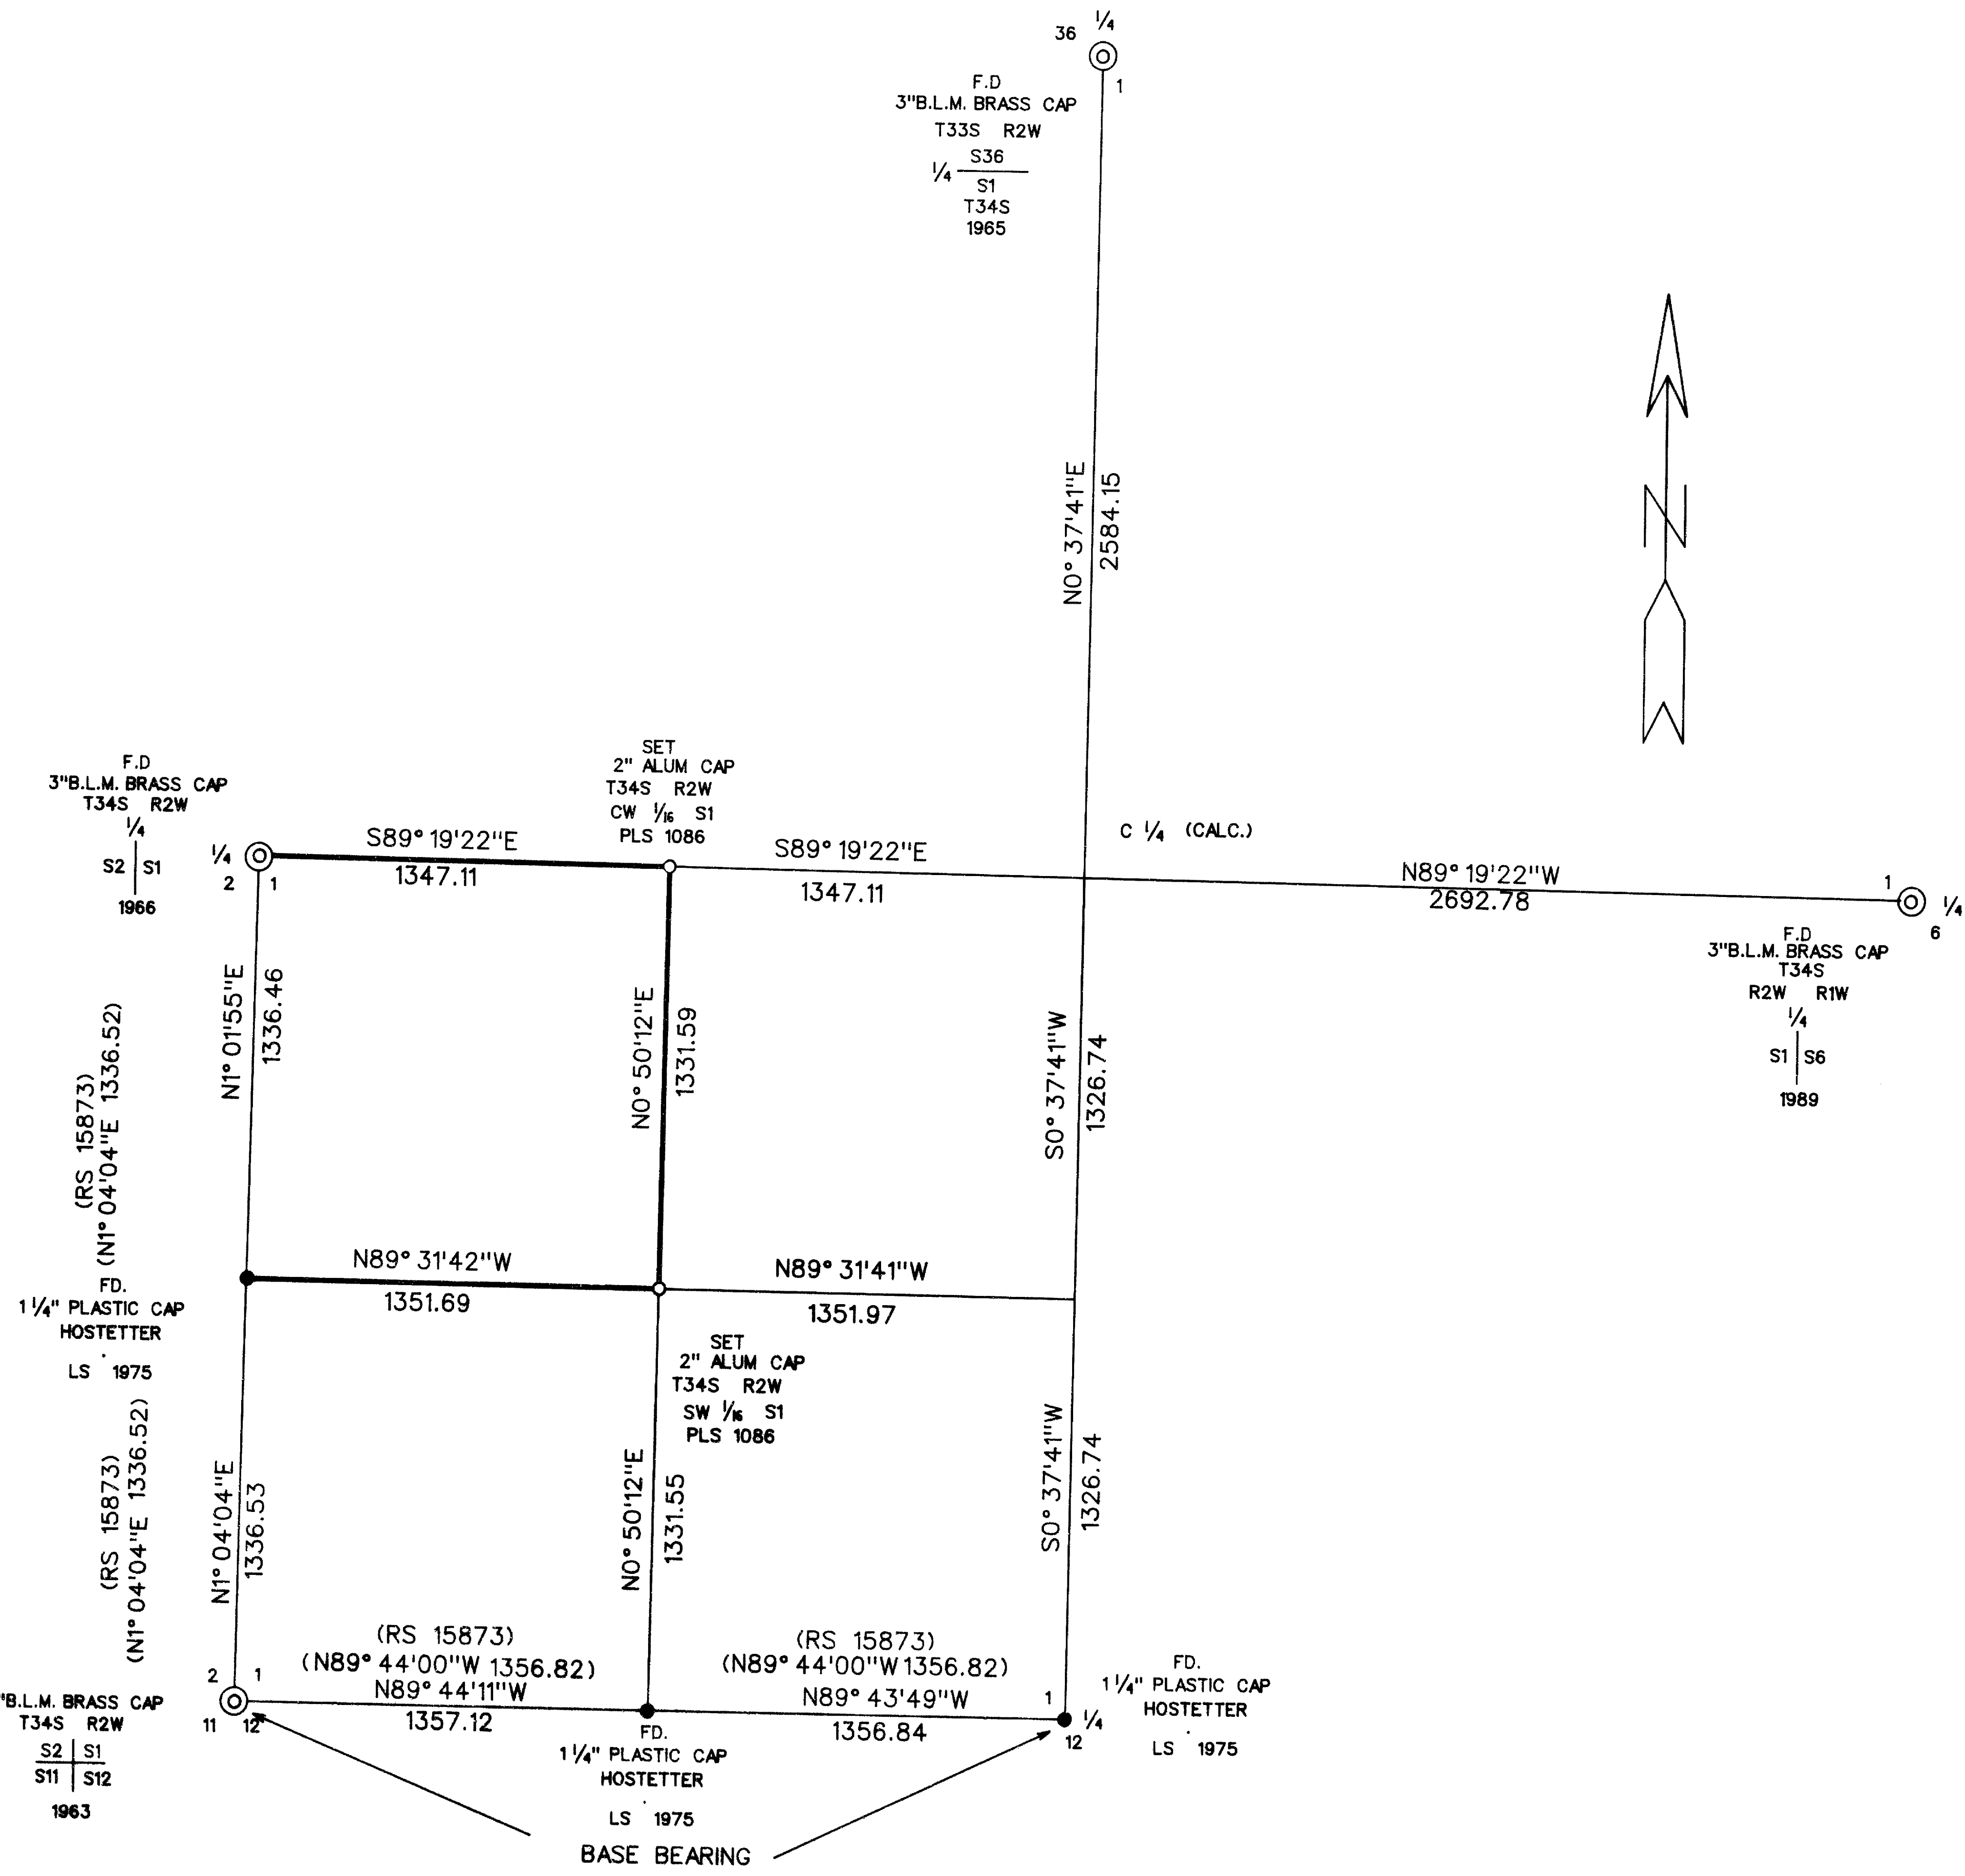 36 1/4
1
F.D
3"B.L.M. BRASS CAP
T33S R2W
S36
1/4
S1
T34S
1965
N0° 37'41"E
2584.15
N
F.D
3"B.L.M. BRASS CAP
T34S R2W
1/4
S2 S1
1966
1/4
2 1
S89° 19'22"E
1347.11
SET
2" ALUM CAP
T34S R2W
CW 1/16 S1
PLS 1086
S89° 19'22"E
1347.11
C 1/4 (CALC.)
N89° 19'22"W
2692.78
1
1/4
6
F.D
3"B.L.M. BRASS CAP
T34S
R2W R1W
1/4
S1 S6
1989
(RS 15873)
(N1° 04'04"E 1336.52)
N1° 01'55"E
1336.46
N0° 50'12"E
1331.59
S0° 37'41"W
1326.74
FD.
1 1/4" PLASTIC CAP
HOSTETTER
LS 1975
N89° 31'42"W
1351.69
N89° 31'41"W
1351.97
SET
2" ALUM CAP
T34S R2W
SW 1/16 S1
PLS 1086
(RS 15873)
(N1° 04'04"E 1336.52)
N1° 04'04"E
1336.53
N0° 50'12"E
1331.55
S0° 37'41"W
1326.74
(RS 15873)
(N89° 44'00"W 1356.82)
N89° 44'11"W
1357.12
(RS 15873)
(N89° 44'00"W 1356.82)
N89° 43'49"W
1356.84
2 1
11 12
"B.L.M. BRASS CAP
T34S R2W
S2 S1
S11 S12
1963
FD.
1 1/4" PLASTIC CAP
HOSTETTER
LS 1975
1
1/4
12
FD.
1 1/4" PLASTIC CAP
HOSTETTER
LS 1975
BASE BEARING